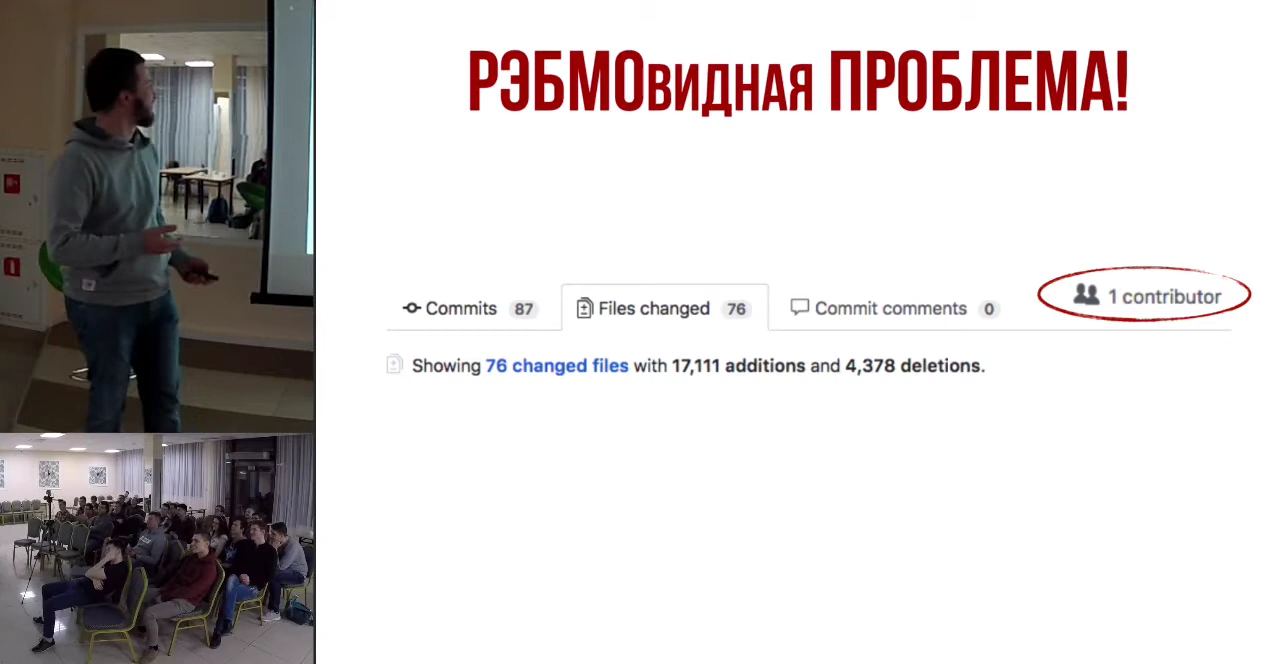 РЭБМОВИДНАЯ ПРОБЛЕМА!
Commits 87 Files changed 76 Commit comments 0 1 contributor
Showing 76 changed files with 17,111 additions and 4,378 deletions.